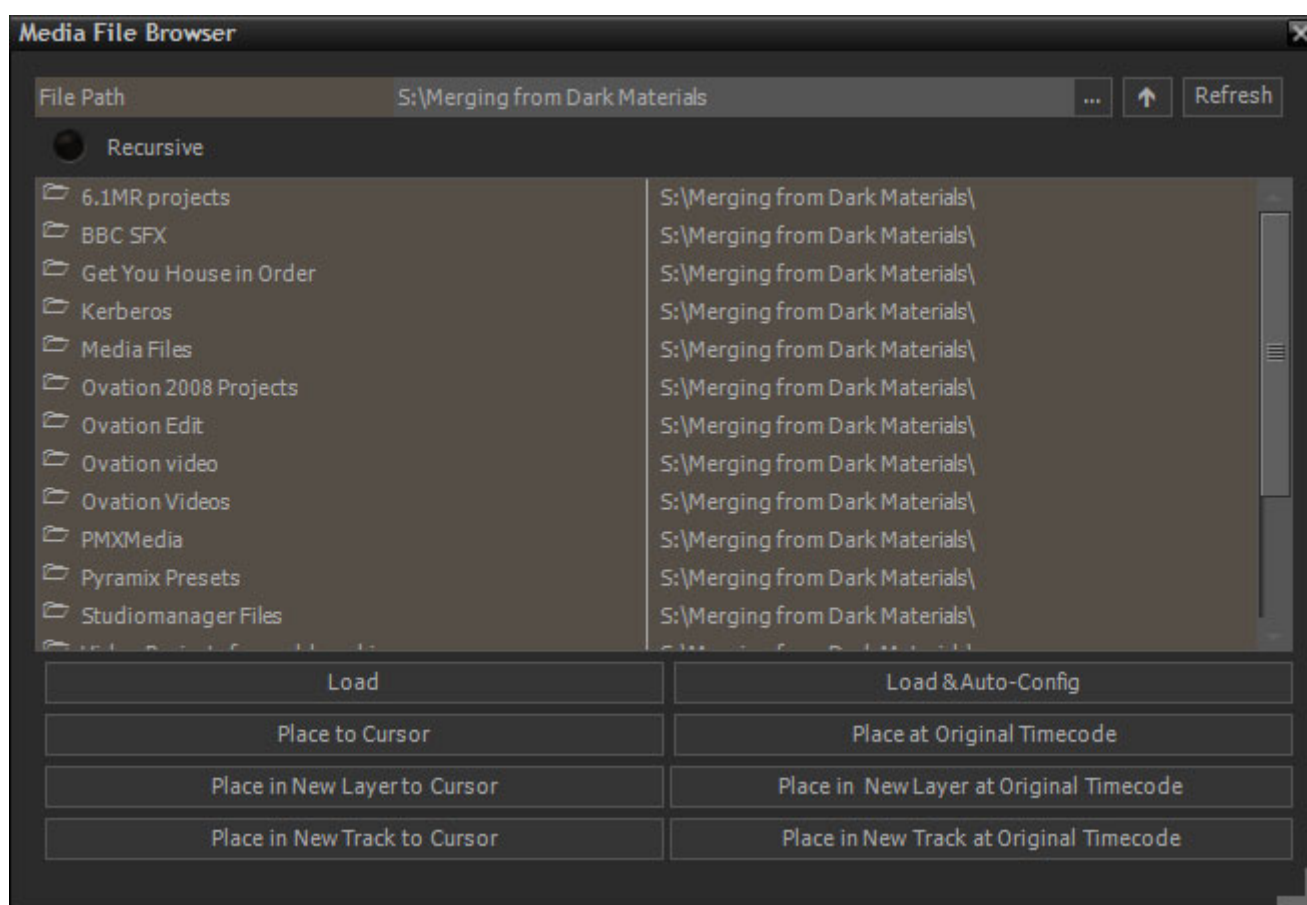 Media File Browser
File Path S:\Merging from Dark Materials ... Refresh
Recursive
6.1MR projects S:\Merging from Dark Materials\
BBC SFX S:\Merging from Dark Materials\
Get You House in Order S:\Merging from Dark Materials\
Kerberos S:\Merging from Dark Materials\
Media Files S:\Merging from Dark Materials\
Ovation 2008 Projects S:\Merging from Dark Materials\
Ovation Edit S:\Merging from Dark Materials\
Ovation video S:\Merging from Dark Materials\
Ovation Videos S:\Merging from Dark Materials\
PMXMedia S:\Merging from Dark Materials\
Pyramix Presets S:\Merging from Dark Materials\
Studiomanager Files S:\Merging from Dark Materials\
Load Load & Auto-Config
Place to Cursor Place at Original Timecode
Place in New Layer to Cursor Place in New Layer at Original Timecode
Place in New Track to Cursor Place in New Track at Original Timecode